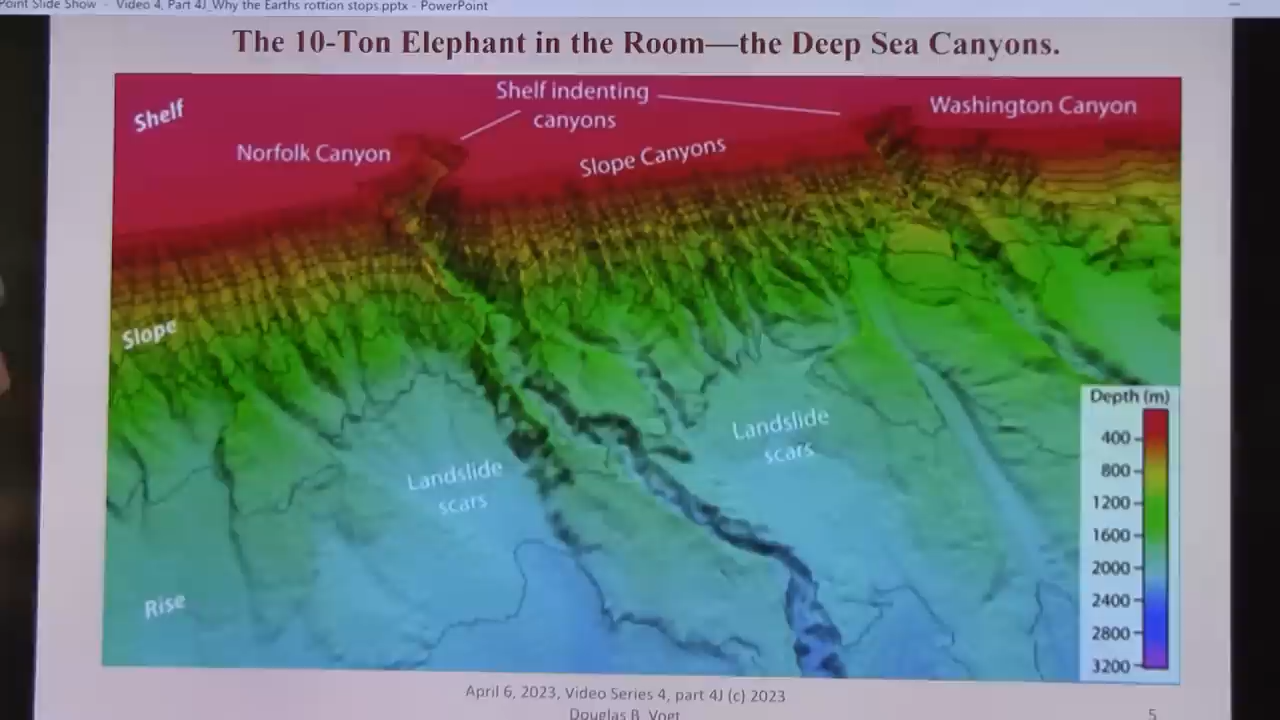 Point Slide Show - Video 4, Part 4J_Why the Earths rottion stops.pptx - PowerPoint
The 10-Ton Elephant in the Room—the Deep Sea Canyons.
Shelf
Shelf indenting
canyons
Washington Canyon
Norfolk Canyon
Slope Canyons
Slope
Landslide
scars
Landslide
scars
Rise
Depth (m)
400
800
1200
1600
2000
2400
2800
3200
April 6, 2023, Video Series 4, part 4J (c) 2023
Douglas B. Vogt
5